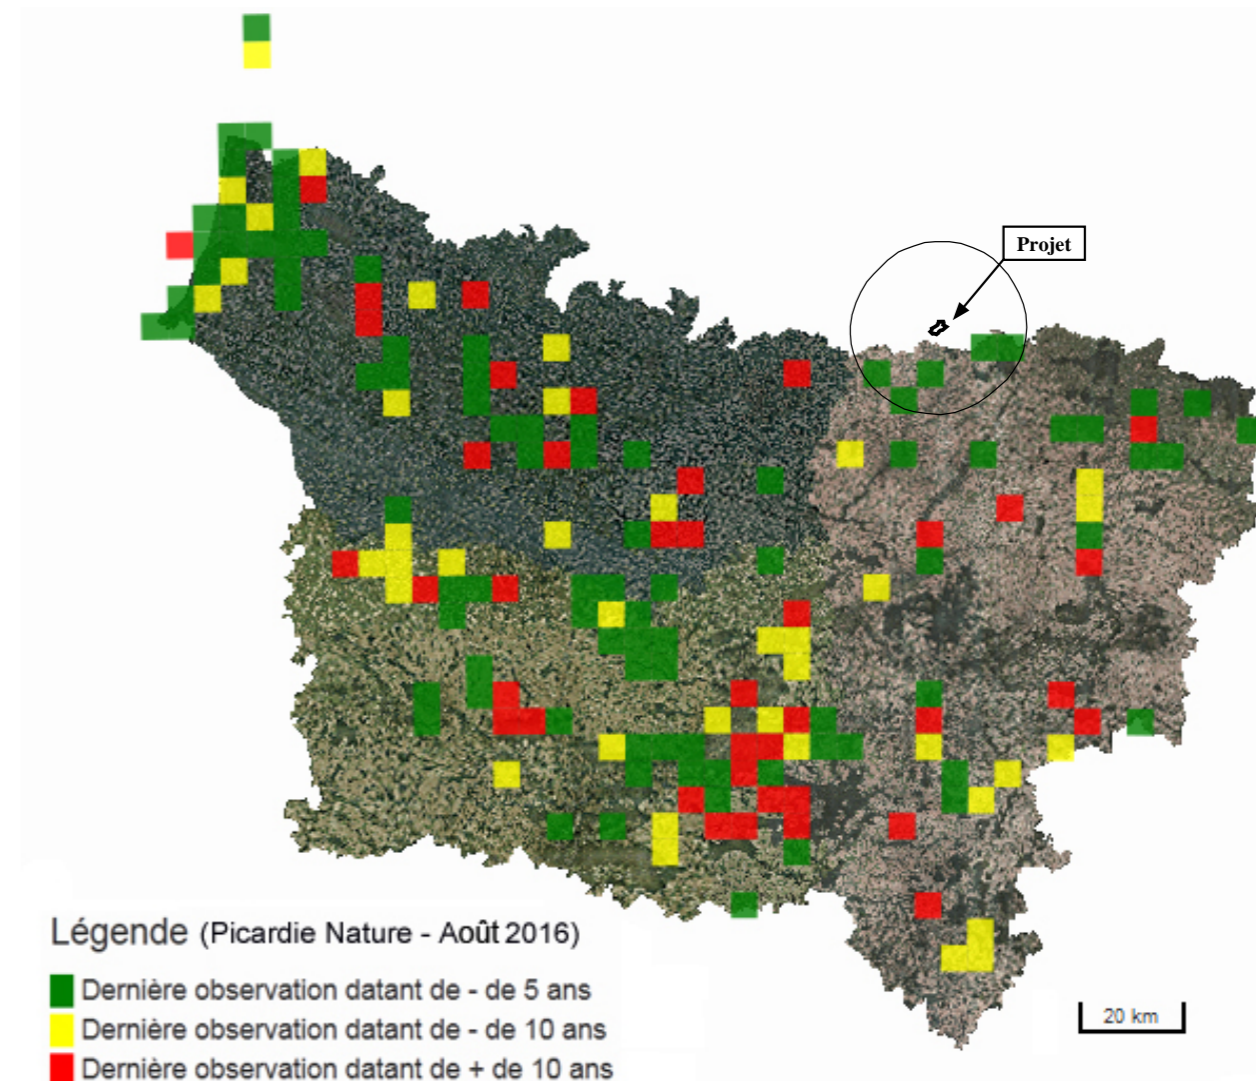 Projet
Légende (Picardie Nature - Août 2016)
Dernière observation datant de - de 5 ans
Dernière observation datant de - de 10 ans
Dernière observation datant de + de 10 ans
20 km